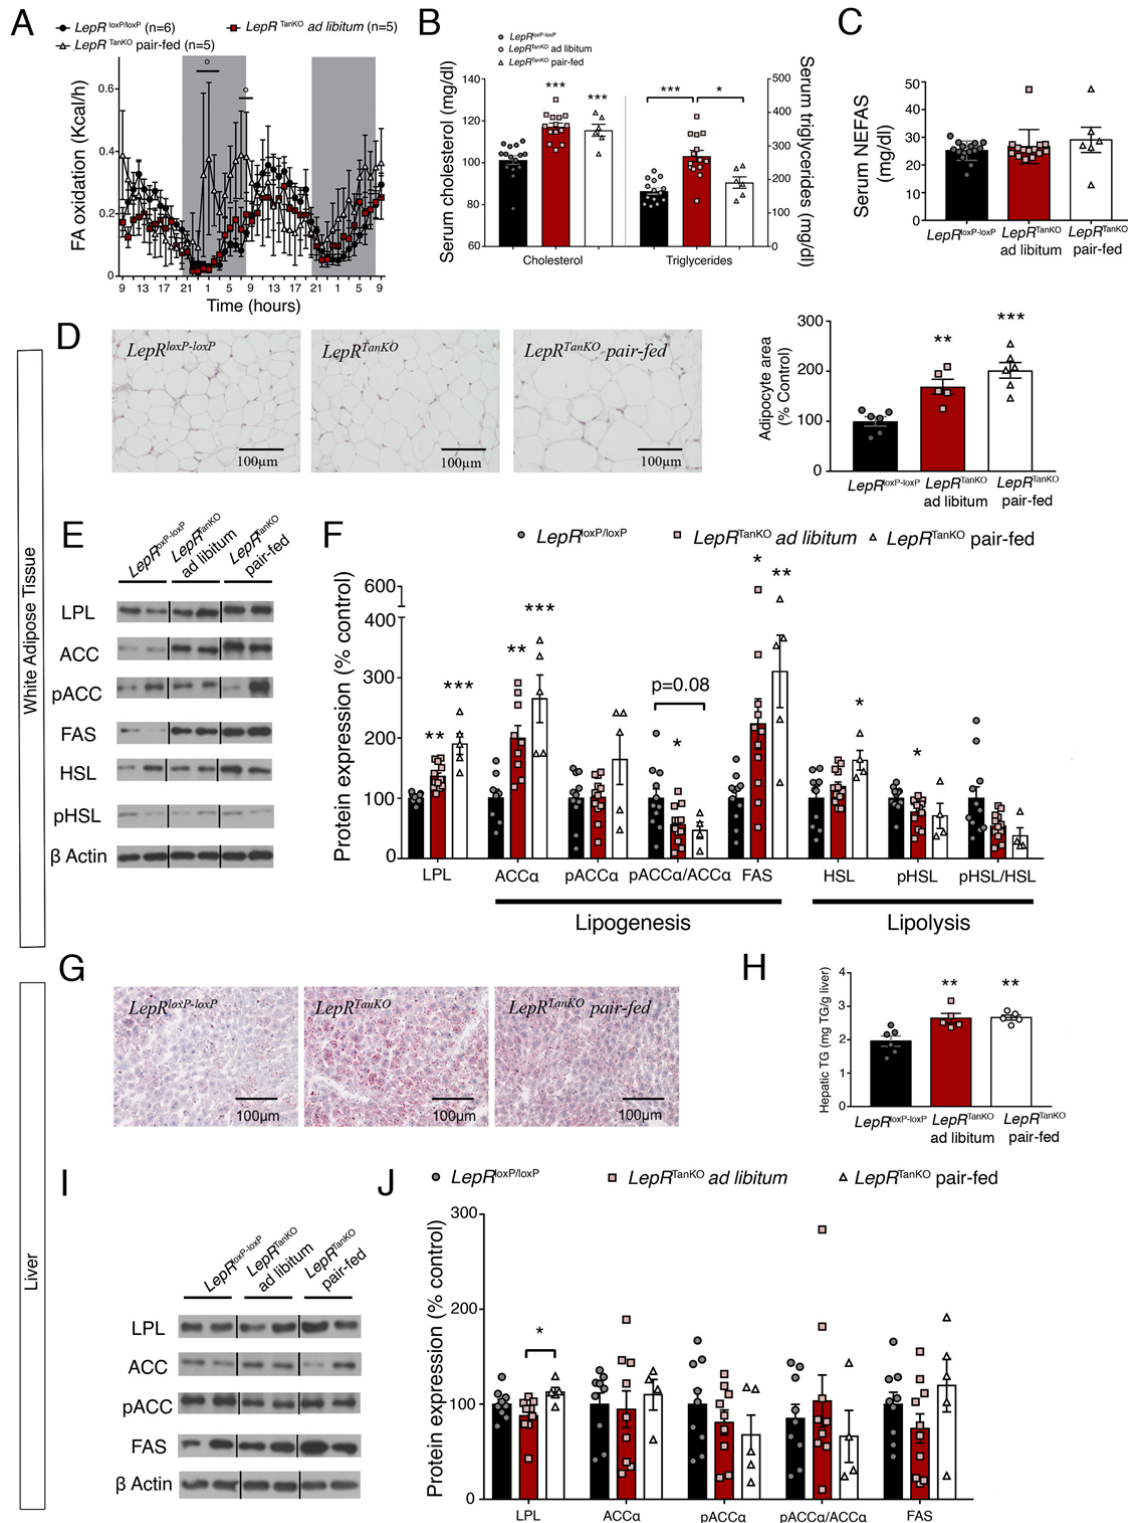 A
LepR loxP/loxP (n=6)
LepR TanKO ad libitum (n=5)
LepR TanKO pair-fed (n=5)
FA oxidation (Kcal/h)
0.6
0.4
0.2
0
9 13 17 21 1 5 9 13 17 21 1 5 9
Time (hours)
B
LepR loxP-loxP
LepR TanKO ad libitum
LepR TanKO pair-fed
Serum cholesterol (mg/dl)
140
120
100
80
60
*** *** *** *
500
400
300
200
100
0
Serum triglycerides (mg/dl)
Cholesterol Triglycerides
C
Serum NEFAS
(mg/dl)
50
40
30
20
10
0
LepR loxP-loxP LepR TanKO ad libitum LepR TanKO pair-fed
White Adipose Tissue
D
LepR loxP-loxP LepR TanKO LepR TanKO pair-fed
100µm 100µm 100µm
Adipocyte area
(% Control)
300
200
100
0
** ***
LepR loxP-loxP LepR TanKO ad libitum LepR TanKO pair-fed
E
LepR oxP-loxP LepR TanKO ad libitum LepR TanKO pair-fed
LPL
ACC
pACC
FAS
HSL
pHSL
β Actin
F
LepR loxP/loxP LepR TanKO ad libitum LepR TanKO pair-fed
Protein expression (% control)
600
400
300
200
100
0
** *** ** *** p=0.08 * * ** * *
LPL ACCα pACCα pACCα/ACCα FAS HSL pHSL pHSL/HSL
Lipogenesis Lipolysis
Liver
G
LepR loxP-loxP LepR TanKO LepR TanKO pair-fed
100µm 100µm 100µm
H
Hepatic TG (mg TG/g liver)
4
3
2
1
0
** **
LepR loxP-loxP LepR TanKO ad libitum LepR TanKO pair-fed
I
LepR loxP-loxP LepR TanKO ad libitum LepR TanKO pair-fed
LPL
ACC
pACC
FAS
β Actin
J
LepR loxP/loxP LepR TanKO ad libitum LepR TanKO pair-fed
Protein expression (% control)
300
200
100
0
*
LPL ACCα pACCα pACCα/ACCα FAS